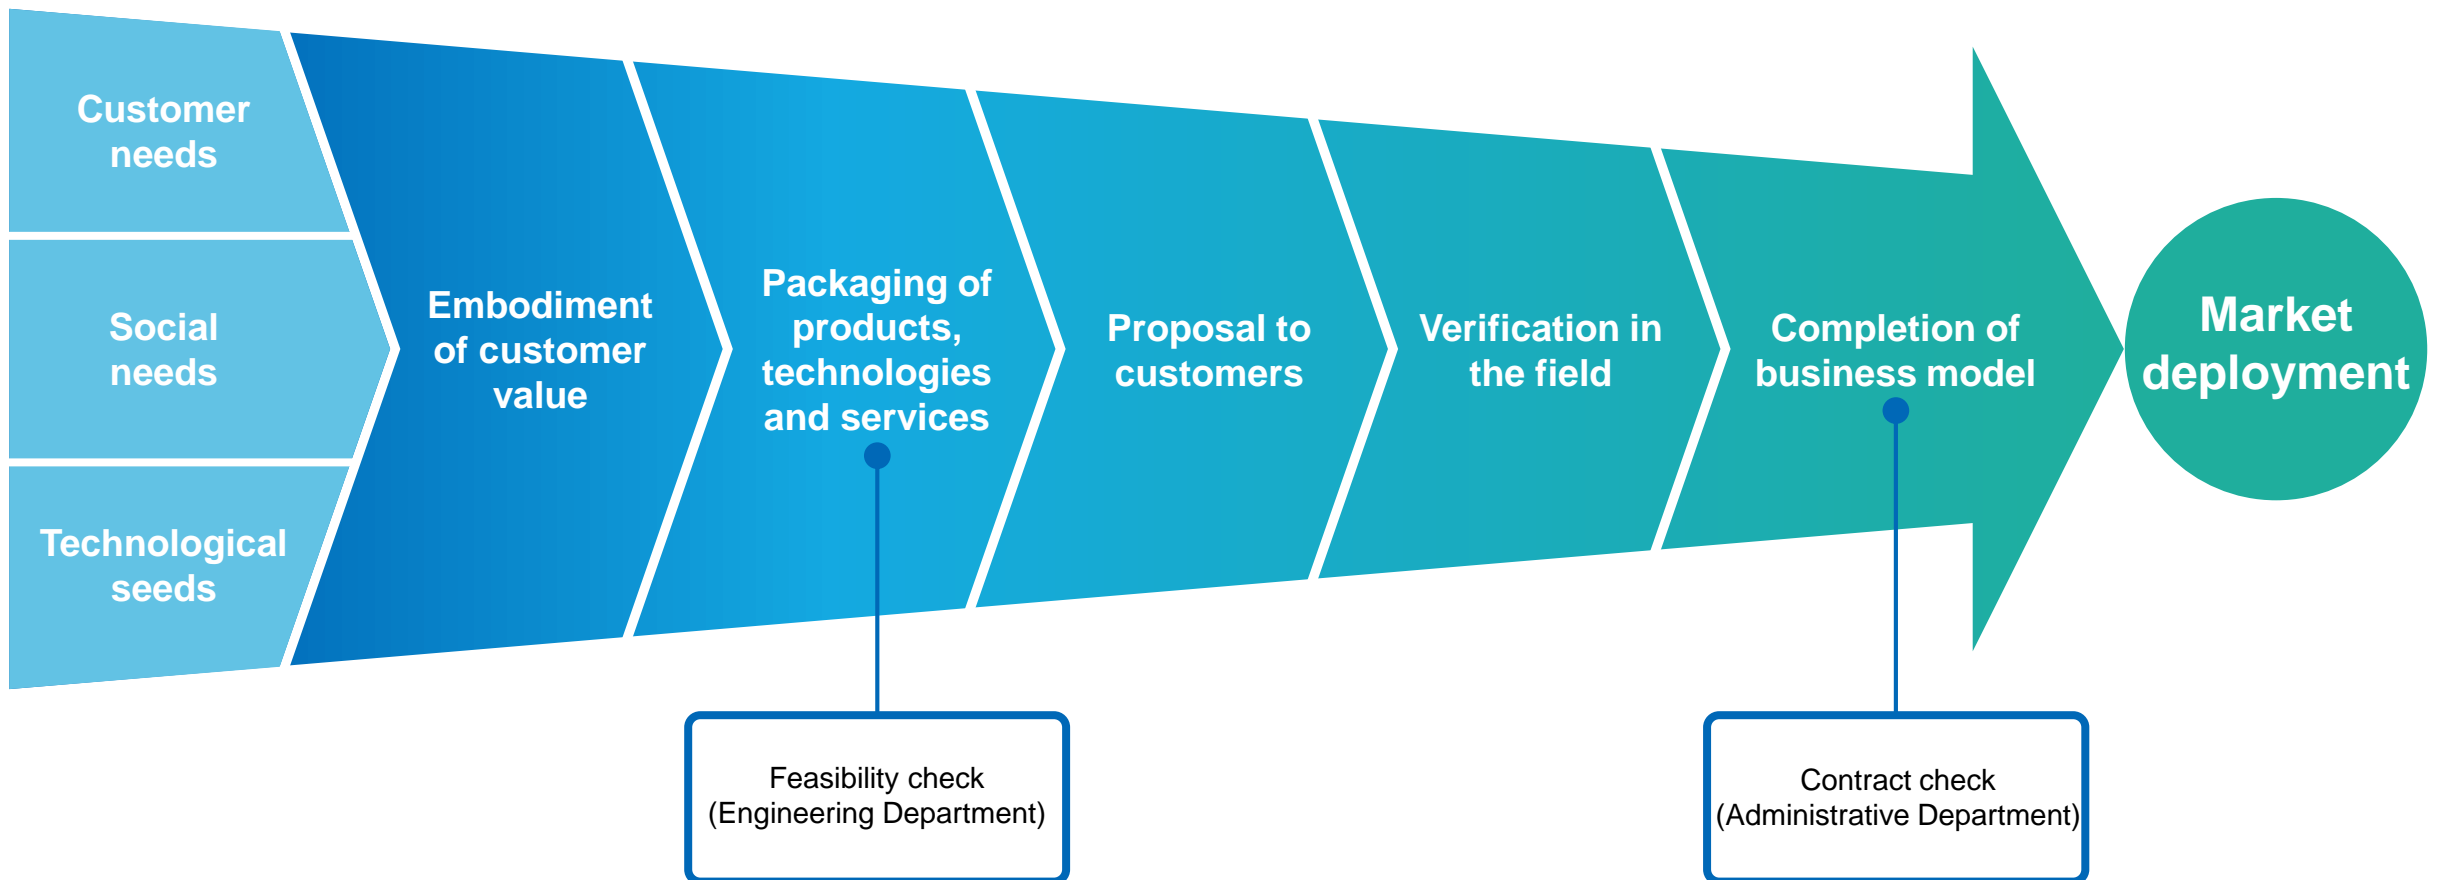 Customer
needs
Social
needs
Technological
seeds
Embodiment
of customer
value
Packaging of
products,
technologies
and services
Proposal to
customers
Verification in
the field
Completion of
business model
Market
deployment
Feasibility check
(Engineering Department)
Contract check
(Administrative Department)